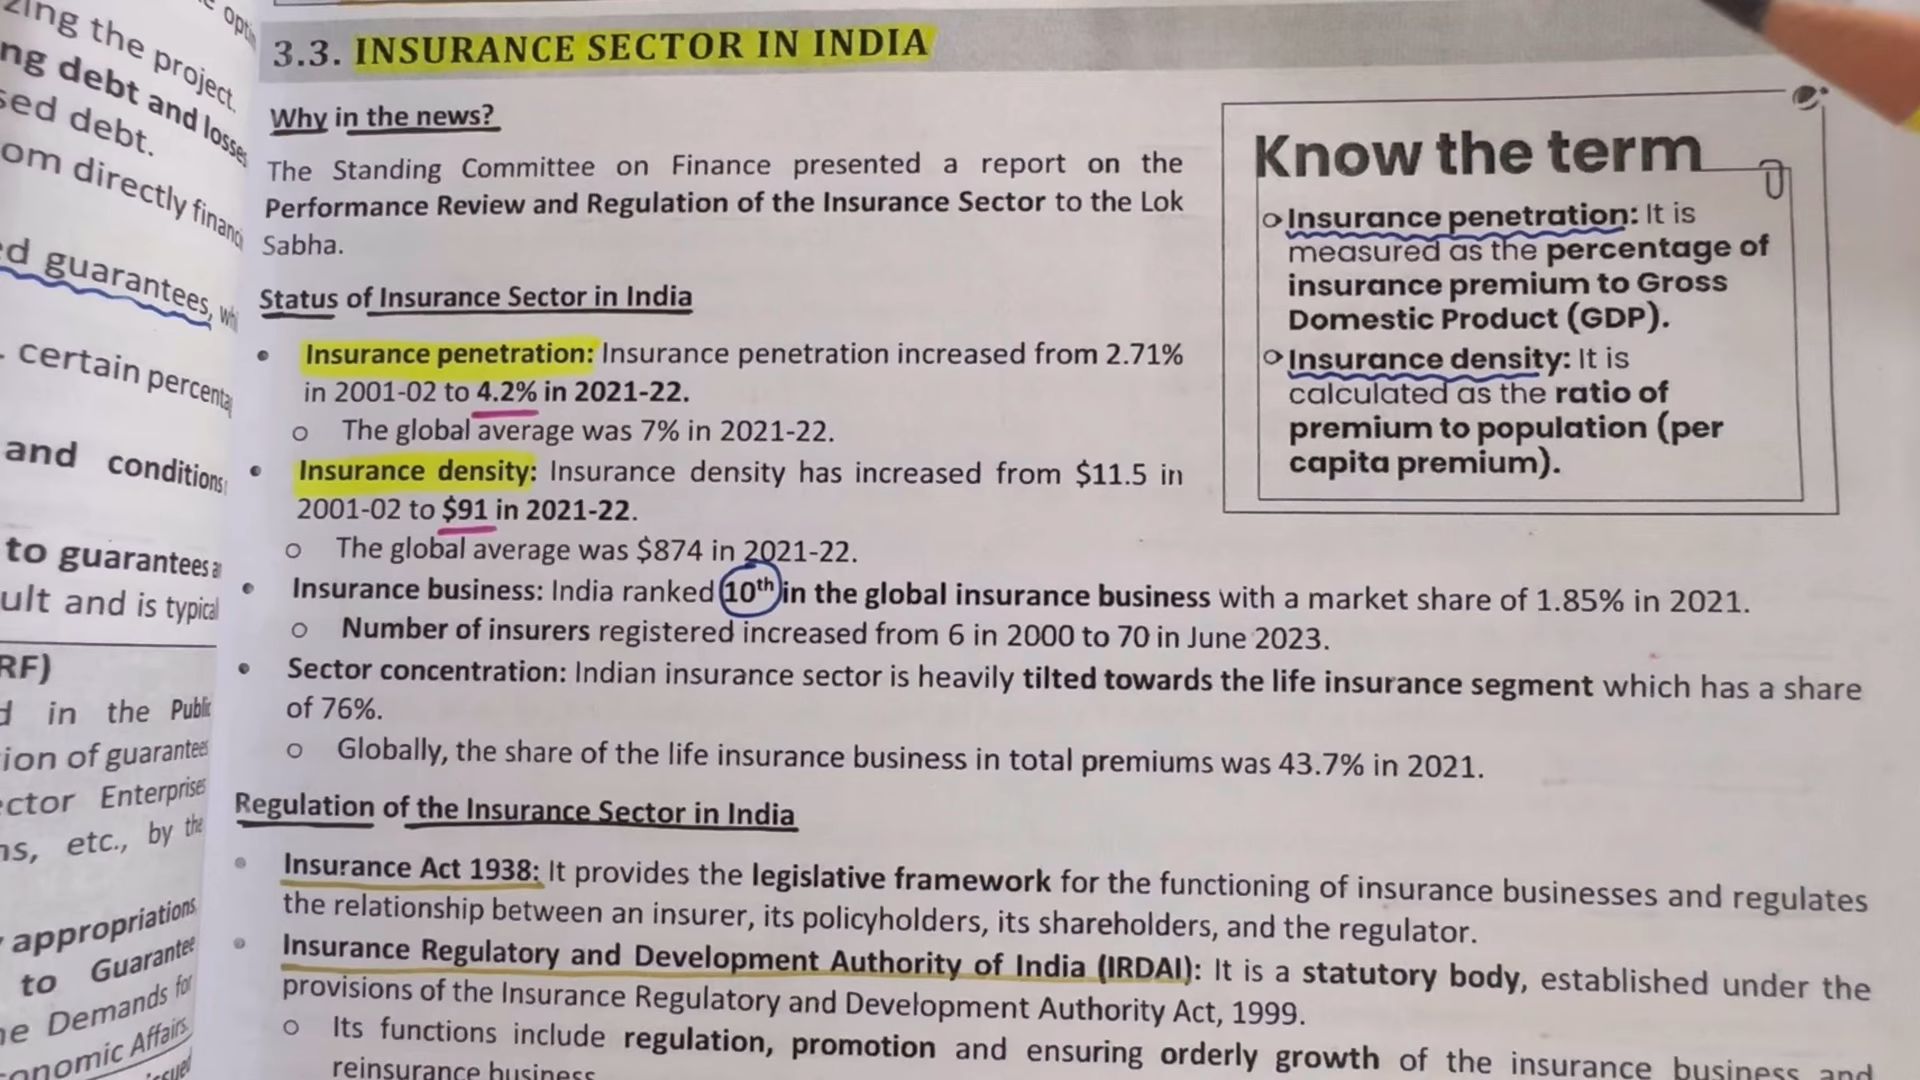 zing the project.
ng debt and losses
sed debt.
om directly
d guarantees,
certain
and conditions
to guarantees
ult and is
RF)
in the
ion of guarantees
ctor Enterprises
ns, etc., by the
appropriations,
to Guarantee
Demands for
onomic Affairs.
3.3. INSURANCE SECTOR IN INDIA
Why in the news?
The Standing Committee on Finance presented a report on the
Performance Review and Regulation of the Insurance Sector to the Lok
Sabha.
Status of Insurance Sector in India
• Insurance penetration: Insurance penetration increased from 2.71%
in 2001-02 to 4.2% in 2021-22.
o The global average was 7% in 2021-22.
• Insurance density: Insurance density has increased from $11.5 in
2001-02 to $91 in 2021-22.
o The global average was $874 in 2021-22.
Know the term
Insurance penetration: It is
measured as the percentage of
insurance premium to Gross
Domestic Product (GDP).
Insurance density: It is
calculated as the ratio of
premium to population (per
capita premium).
• Insurance business: India ranked 10th in the global insurance business with a market share of 1.85% in 2021.
o Number of insurers registered increased from 6 in 2000 to 70 in June 2023.
• Sector concentration: Indian insurance sector is heavily tilted towards the life insurance segment which has a share
of 76%.
o Globally, the share of the life insurance business in total premiums was 43.7% in 2021.
Regulation of the Insurance Sector in India
• Insurance Act 1938: It provides the legislative framework for the functioning of insurance businesses and regulates
the relationship between an insurer, its policyholders, its shareholders, and the regulator.
• Insurance Regulatory and Development Authority of India (IRDAI): It is a statutory body, established under the
provisions of the Insurance Regulatory and Development Authority Act, 1999.
o Its functions include regulation, promotion and ensuring orderly growth of the insurance business and
reinsurance business